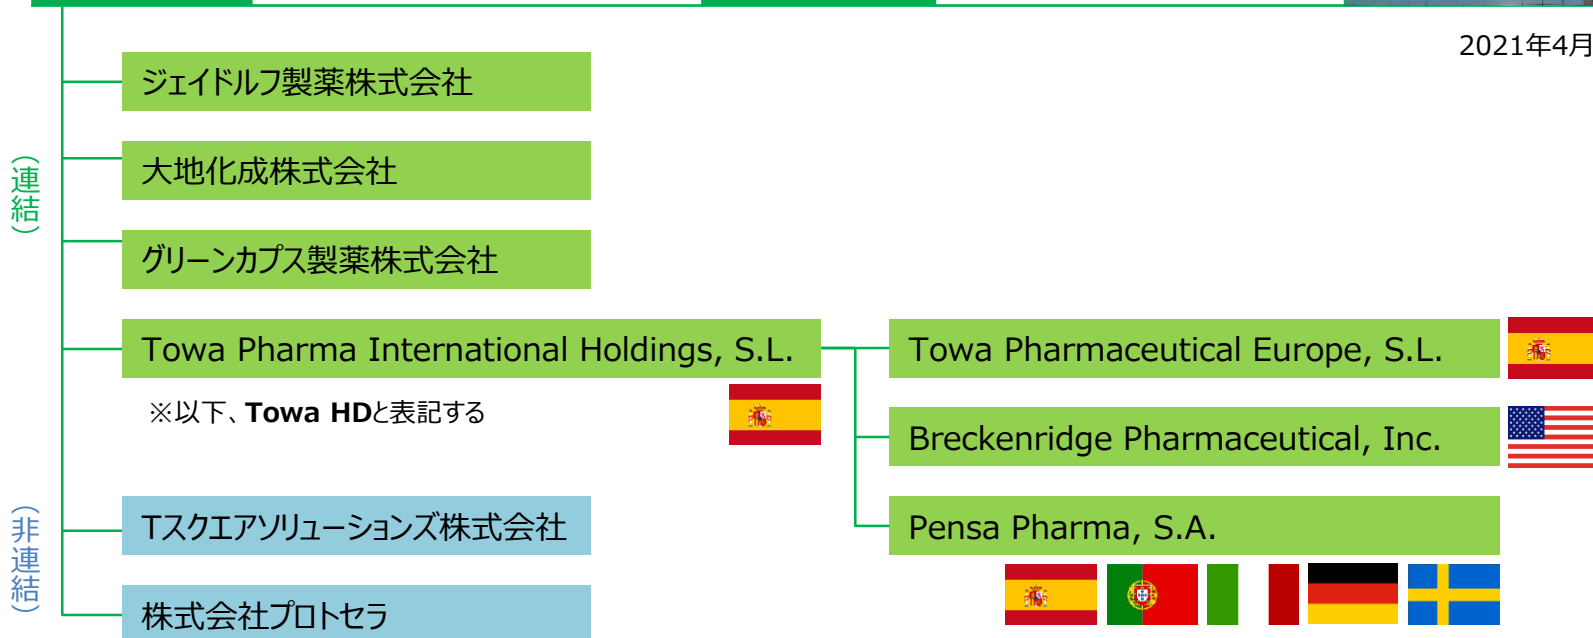 2021年4月
(連結)
ジェイドルフ製薬株式会社
大地化成株式会社
グリーンカプス製薬株式会社
Towa Pharma International Holdings, S.L.
※以下、Towa HDと表記する
Towa Pharmaceutical Europe, S.L.
Breckenridge Pharmaceutical, Inc.
Pensa Pharma, S.A.
(非連結)
Tスクエアソリューションズ株式会社
株式会社プロトセラ